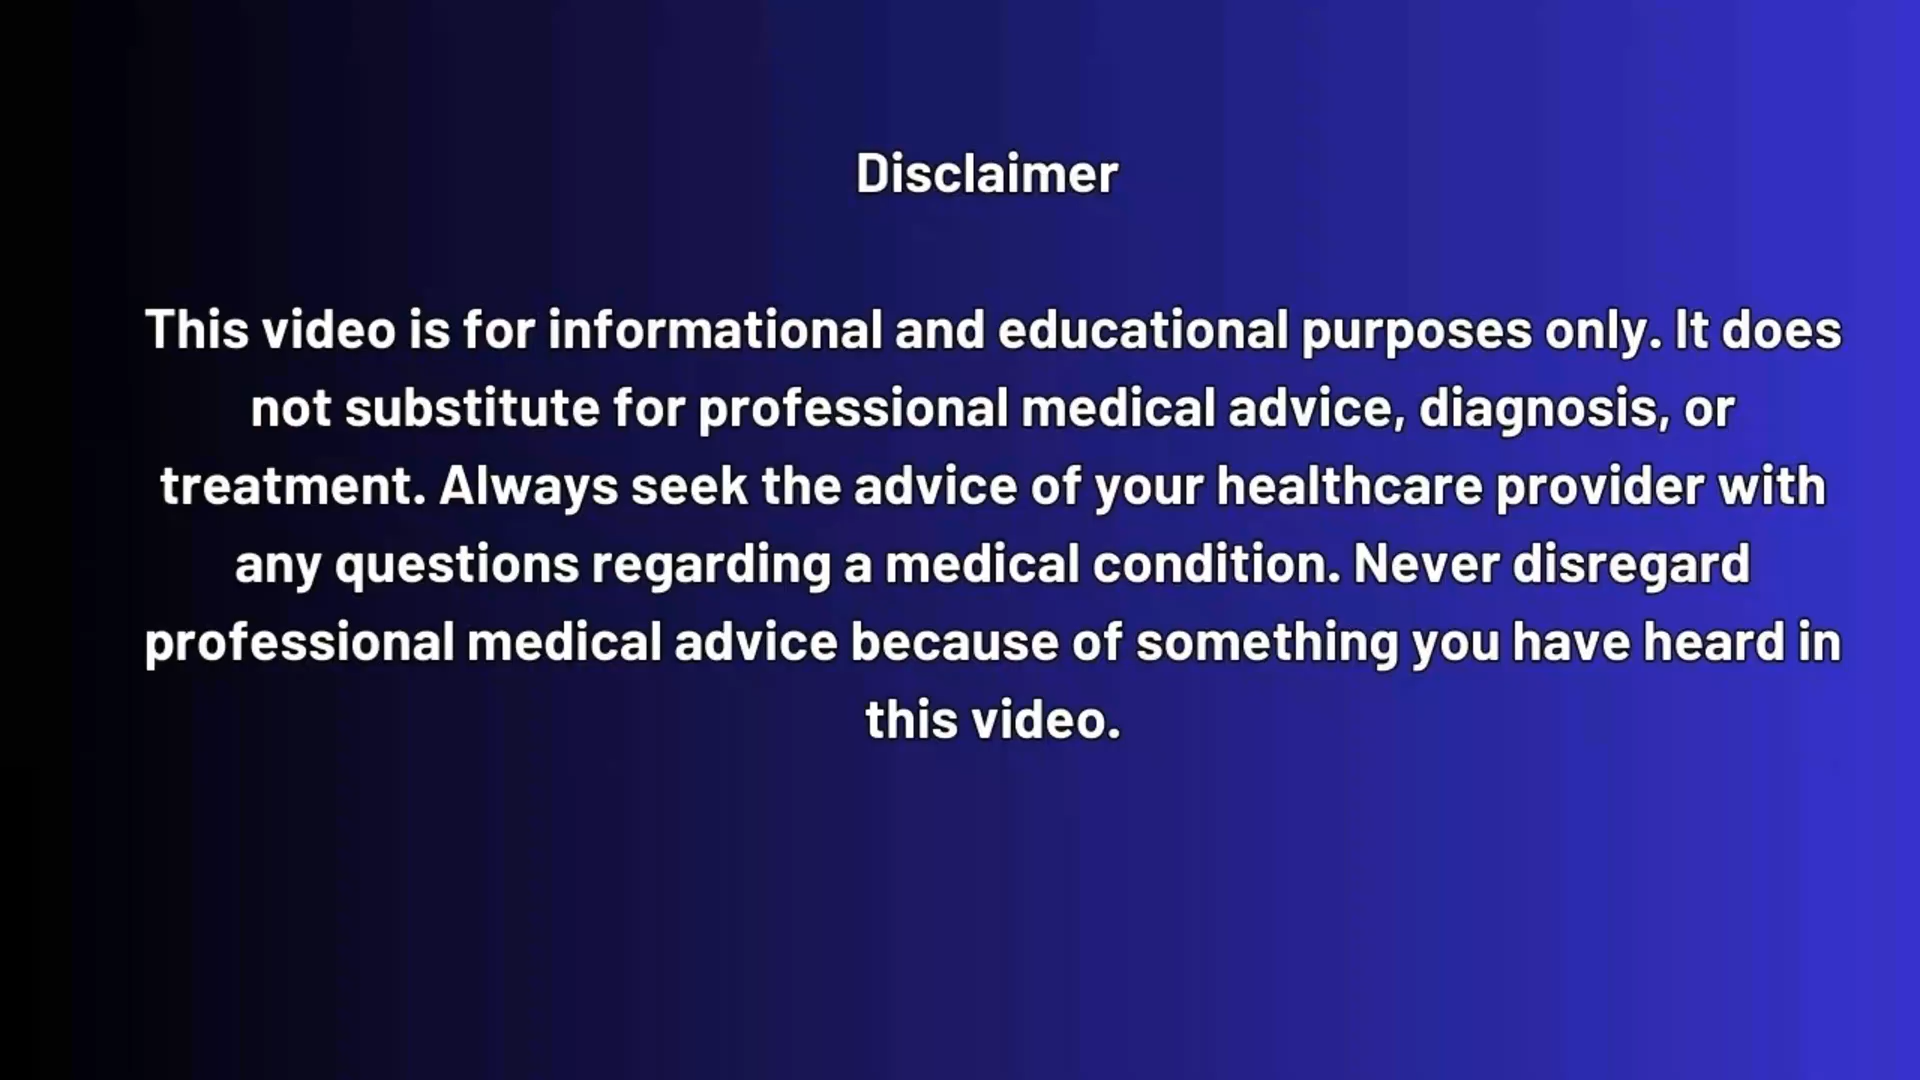 Disclaimer
This video is for informational and educational purposes only. It does
not substitute for professional medical advice, diagnosis, or
treatment. Always seek the advice of your healthcare provider with
any questions regarding a medical condition. Never disregard
professional medical advice because of something you have heard in
this video.